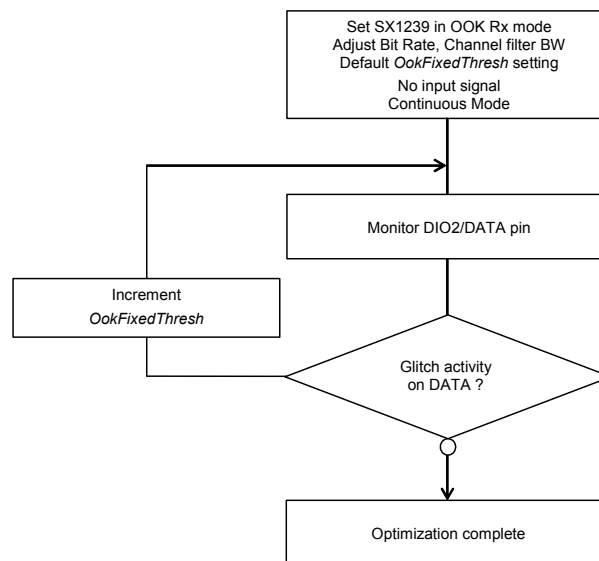 Set SX1239 in OOK Rx mode
Adjust Bit Rate, Channel filter BW
Default OokFixedThresh setting
No input signal
Continuous Mode
Monitor DIO2/DATA pin
Increment
OokFixedThresh
Glitch activity
on DATA ?
Optimization complete